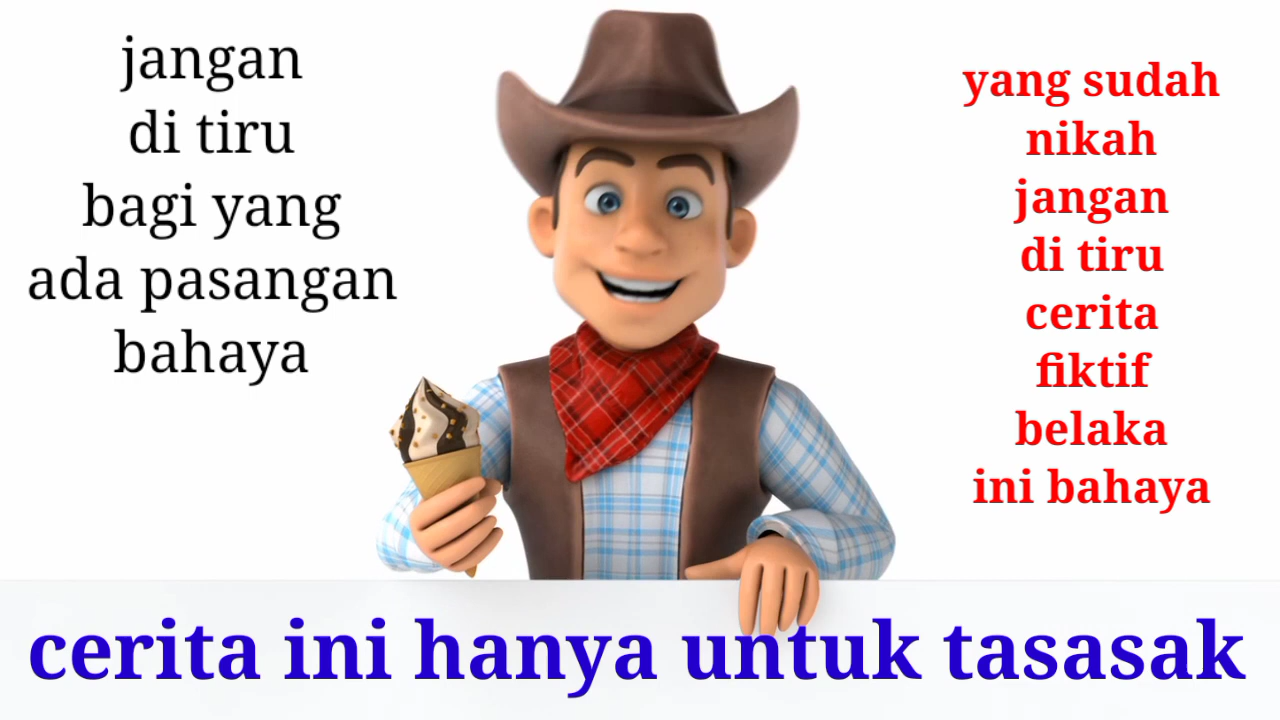 jangan
di tiru
bagi yang
ada pasangan
bahaya
yang sudah
nikah
jangan
di tiru
cerita
fiktif
belaka
ini bahaya
cerita ini hanya untuk tasasak